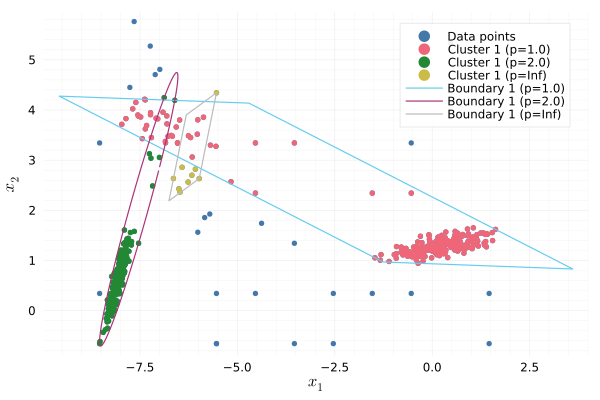 Data points
Cluster 1 (p=1.0)
Cluster 1 (p=2.0)
Cluster 1 (p=Inf)
Boundary 1 (p=1.0)
Boundary 1 (p=2.0)
Boundary 1 (p=Inf)
5
4
3
2
1
0
x₂
−7.5 −5.0 −2.5 0.0 2.5
x₁